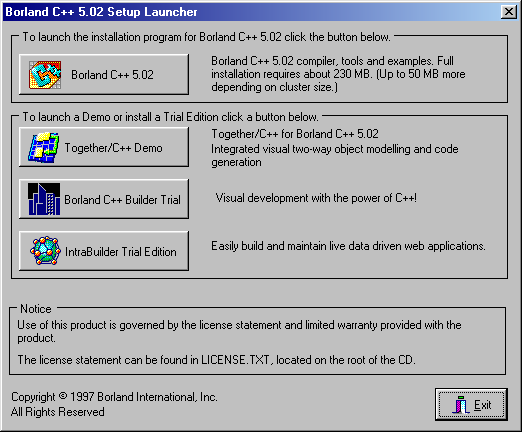 Borland C++ 5.02 Setup Launcher
To launch the installation program for Borland C++ 5.02 click the button below.
Borland C++ 5.02
Borland C++ 5.02 compiler, tools and examples. Full
installation requires about 230 MB. (Up to 50 MB more
depending on cluster size.)
To launch a Demo or install a Trial Edition click a button below.
Together/C++ Demo
Together/C++ for Borland C++ 5.02
Integrated visual two-way object modelling and code
generation
Borland C++ Builder Trial
Visual development with the power of C++!
IntraBuilder Trial Edition
Easily build and maintain live data driven web applications.
Notice
Use of this product is governed by the license statement and limited warranty provided with the
product.
The license statement can be found in LICENSE.TXT, located on the root of the CD.
Copyright © 1997 Borland International, Inc.
All Rights Reserved
Exit